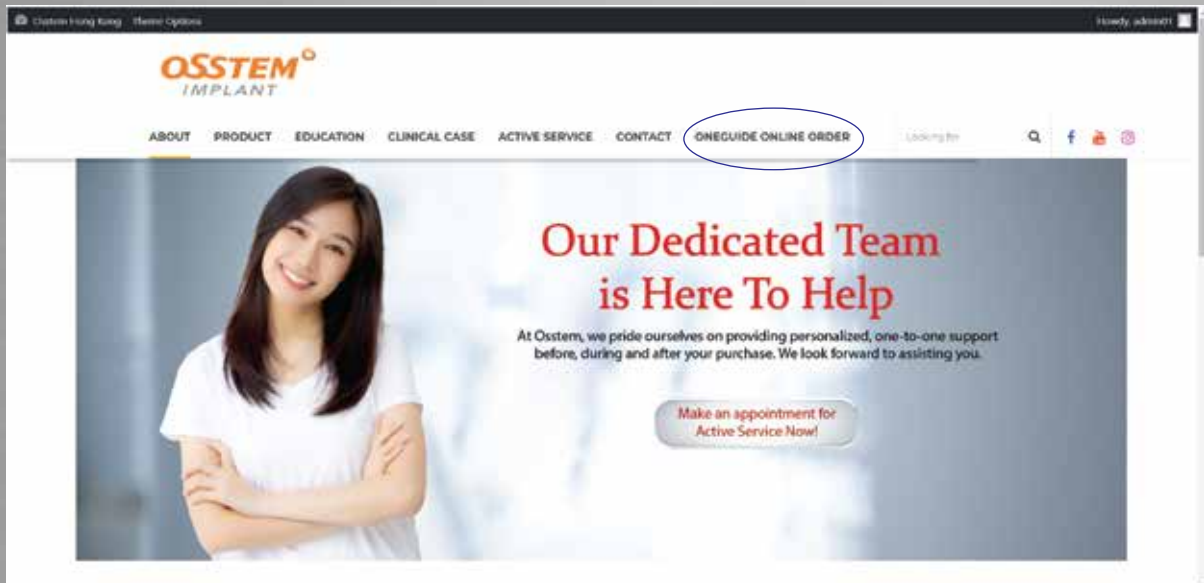 Osstem Hong Kong Theme Options Howdy, admin01
OSSTEM
IMPLANT
ABOUT PRODUCT EDUCATION CLINICAL CASE ACTIVE SERVICE CONTACT ONEGUIDE ONLINE ORDER Looking for
Our Dedicated Team
is Here To Help
At Osstem, we pride ourselves on providing personalized, one-to-one support
before, during and after your purchase. We look forward to assisting you.
Make an appointment for
Active Service Now!